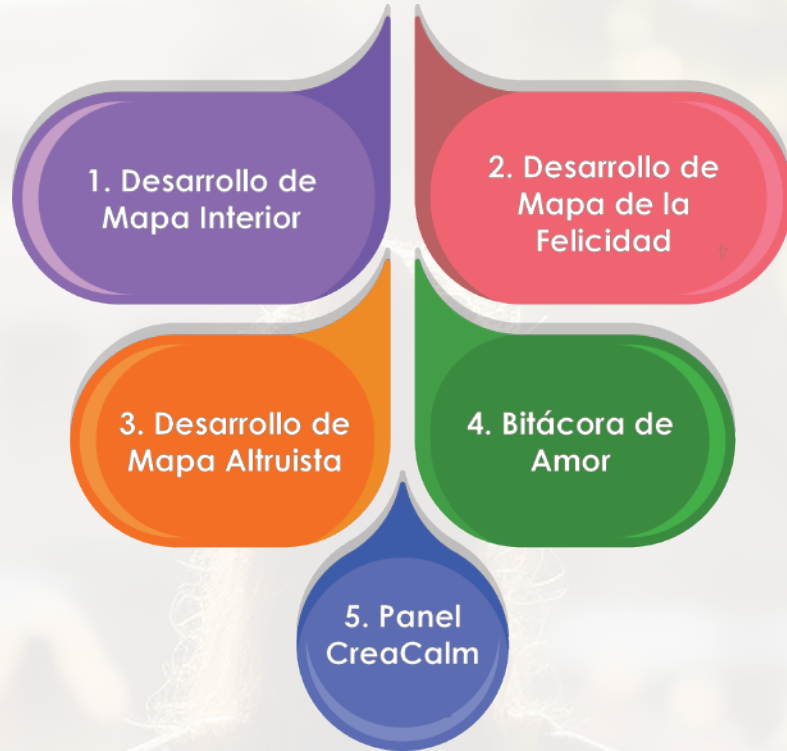 1. Desarrollo de
Mapa Interior
2. Desarrollo de
Mapa de la
Felicidad
4
3. Desarrollo de
Mapa Altruista
4. Bitácora de
Amor
5. Panel
CreaCalm